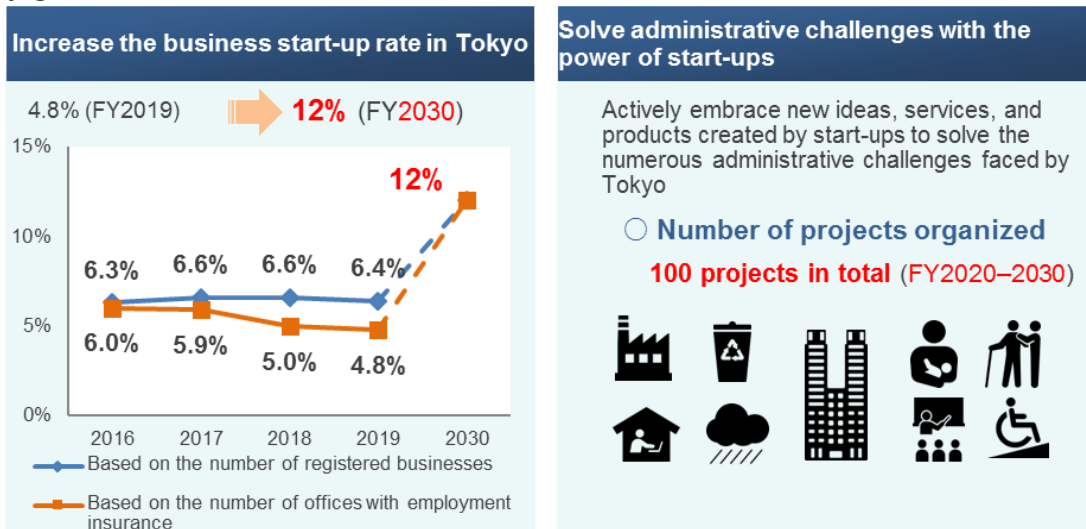 Increase the business start-up rate in Tokyo
4.8% (FY2019)
12% (FY2030)
15%
10%
5%
0%
12%
6.3%
6.6%
6.6%
6.4%
6.0%
5.9%
5.0%
4.8%
2016
2017
2018
2019
2030
Based on the number of registered businesses
Based on the number of offices with employment
insurance
Solve administrative challenges with the
power of start-ups
Actively embrace new ideas, services, and
products created by start-ups to solve the
numerous administrative challenges faced by
Tokyo
○ Number of projects organized
100 projects in total (FY2020–2030)